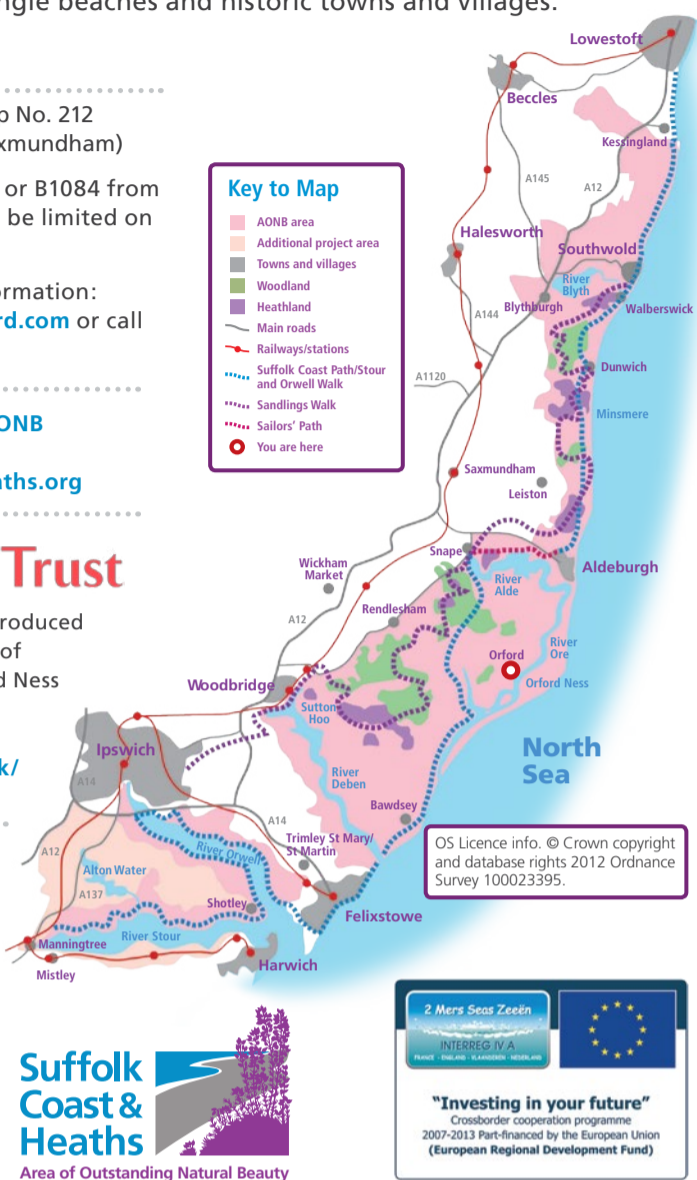 ngle beaches and historic towns and villages.
p No. 212
xmundham)
or B1084 from
be limited on
ormation:
rd.com or call
AONB
aths.org
Trust
roduced
of
d Ness
k/
Key to Map
AONB area
Additional project area
Towns and villages
Woodland
Heathland
Main roads
Railways/stations
Suffolk Coast Path/Stour
and Orwell Walk
Sandlings Walk
Sailors' Path
You are here
Lowestoft
Beccles
Kessingland
A145
A12
Halesworth
Southwold
River
Blyth
Blythburgh
Walberswick
A144
Dunwich
A1120
Minsmere
Saxmundham
Leiston
Snape
Aldeburgh
Wickham
Market
River
Alde
Rendlesham
A12
River
Ore
Orford
Orford Ness
Woodbridge
Sutton
Hoo
North
Sea
Ipswich
A14
River
Deben
Bawdsey
A14
Trimley St Mary/
St Martin
A12
River Orwell
Alton Water
A137
Shotley
Felixstowe
River Stour
Manningtree
Mistley
Harwich
OS Licence info. © Crown copyright
and database rights 2012 Ordnance
Survey 100023395.
Suffolk
Coast &
Heaths
Area of Outstanding Natural Beauty
2 Mers Seas Zeeën
INTERREG IV A
FRANCE - ENGLAND - VLAANDEREN - NEDERLAND
"Investing in your future"
Crossborder cooperation programme
2007-2013 Part-financed by the European Union
(European Regional Development Fund)